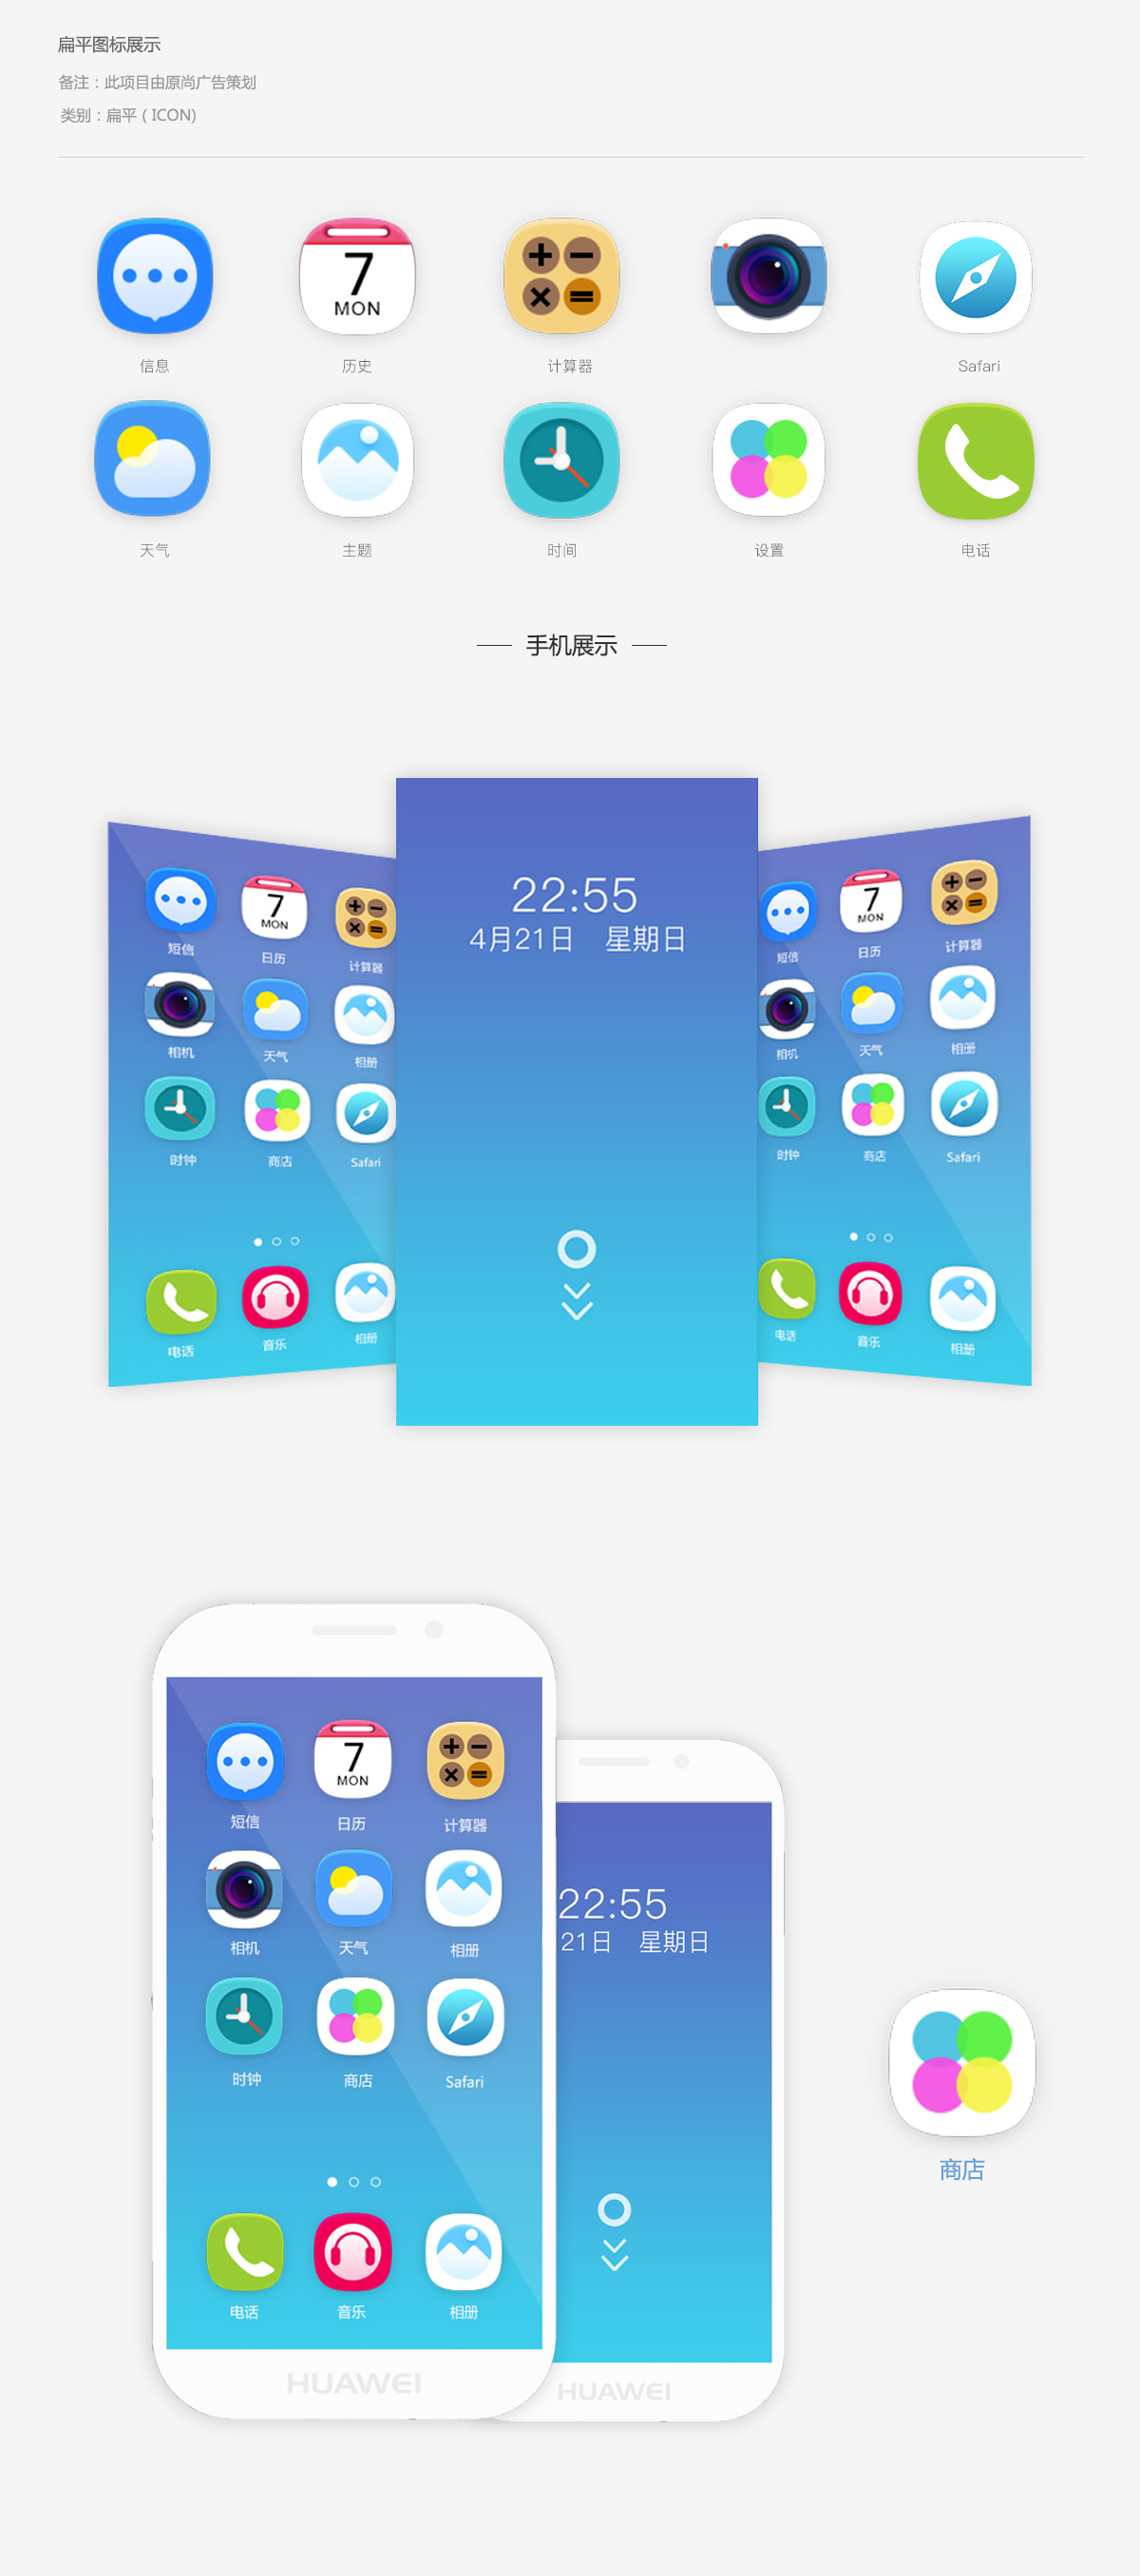 扁平图标展示
备注：此项目由原尚广告策划
类别：扁平（ICON)
7
MON
信息 历史 计算器 Safari
天气 主题 时间 设置 电话
手机展示
7
MON
短信 日历 计算器
相机 天气 相册
时钟 商店 Safari
电话 音乐 相册
22:55
4月21日 星期日
7
MON
短信 日历 计算器
相机 天气 相册
时钟 商店 Safari
电话 音乐 相册
7
MON
短信 日历 计算器
相机 天气 相册
时钟 商店 Safari
电话 音乐 相册
HUAWEI
22:55
21日 星期日
HUAWEI
商店